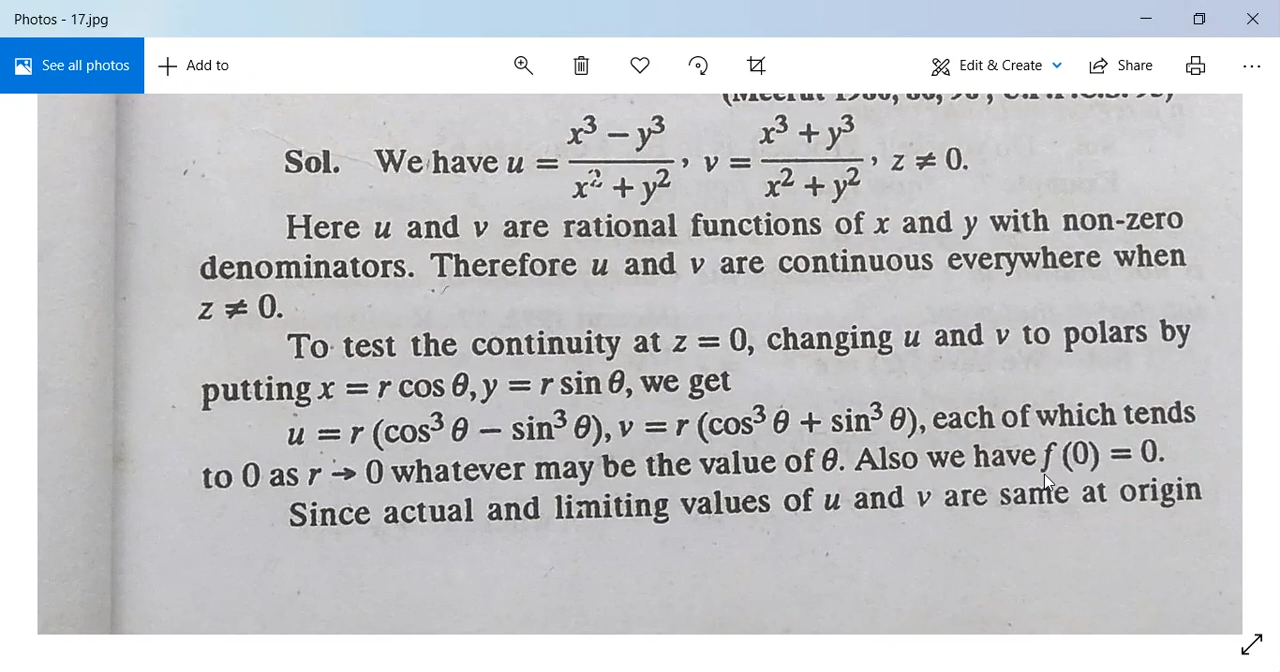 Photos - 17.jpg
See all photos
Add to
Edit & Create
Share
Sol. We have u = x³ − y³ / x² + y², v = x³ + y³ / x² + y², z ≠ 0.
Here u and v are rational functions of x and y with non-zero
denominators. Therefore u and v are continuous everywhere when
z ≠ 0.
To test the continuity at z = 0, changing u and v to polars by
putting x = r cos θ, y = r sin θ, we get
u = r (cos³ θ − sin³ θ), v = r (cos³ θ + sin³ θ), each of which tends
to 0 as r → 0 whatever may be the value of θ. Also we have f (0) = 0.
Since actual and limiting values of u and v are same at origin